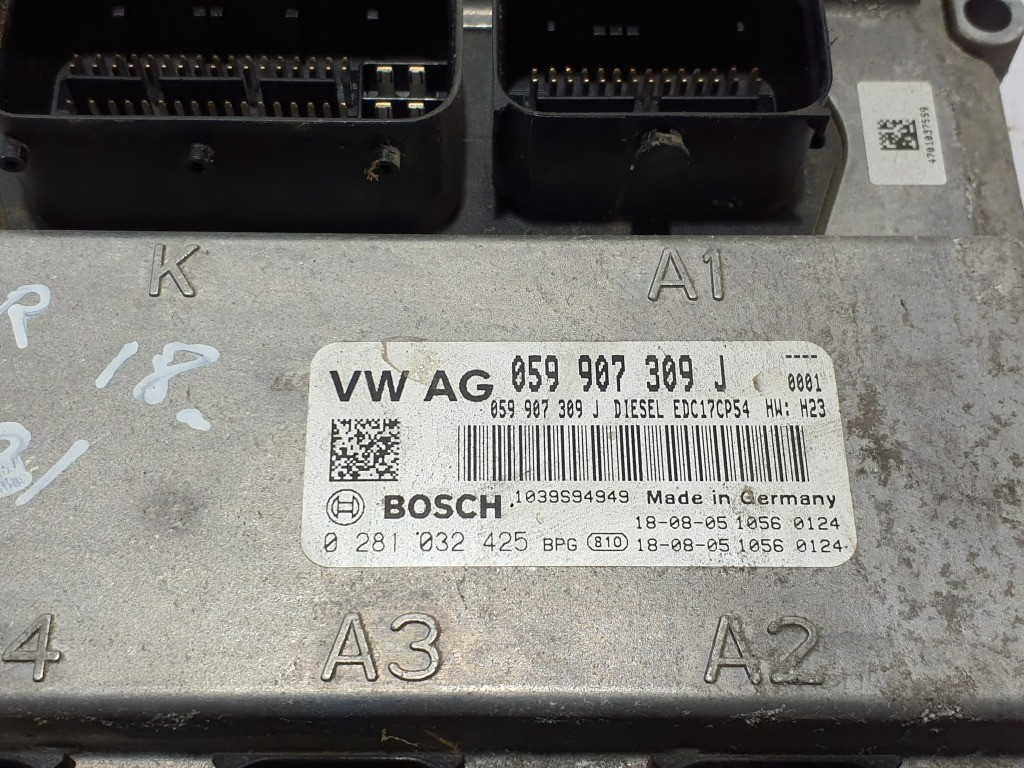 4701037559
K A1
18.
VW AG 059 907 309 J ---- 0001
059 907 309 J DIESEL EDC17CP54 HW: H23
BOSCH 1039S94949 Made in Germany
18-08-05 1056 0124
0 281 032 425 BPG 810 18-08-05 1056 0124
4 A3 A2